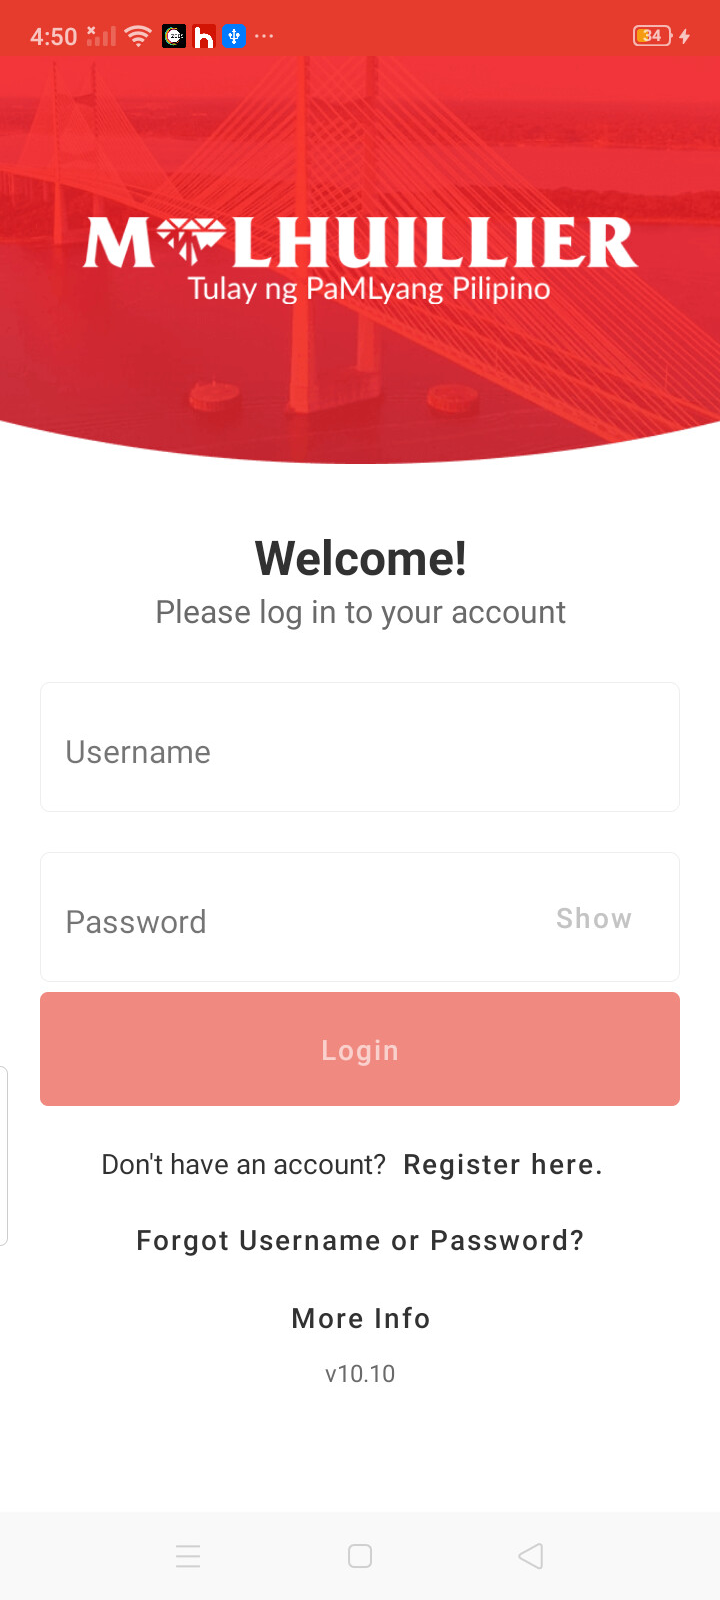 4:50
34
M LHUILLIER
Tulay ng PaMLyang Pilipino
Welcome!
Please log in to your account
Username
Password
Show
Login
Don't have an account? Register here.
Forgot Username or Password?
More Info
v10.10